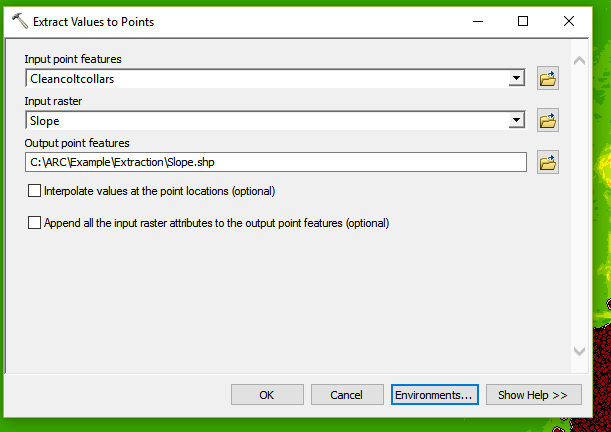 Extract Values to Points
Input point features
Cleancoltcollars
Input raster
Slope
Output point features
C:\ARC\Example\Extraction\Slope.shp
Interpolate values at the point locations (optional)
Append all the input raster attributes to the output point features (optional)
OK Cancel Environments... Show Help >>